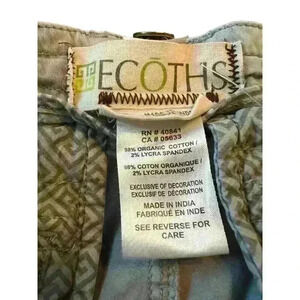 ECŌTHS
RN # 40841
CA # 05633
98% ORGANIC COTTON /
2% LYCRA SPANDEX
98% COTON ORGANIQUE /
2% LYCRA SPANDEX
EXCLUSIVE OF DECORATION
EXCLUSIF DE DÉCORATION
MADE IN INDIA
FABRIQUÉ EN INDE
SEE REVERSE FOR
CARE